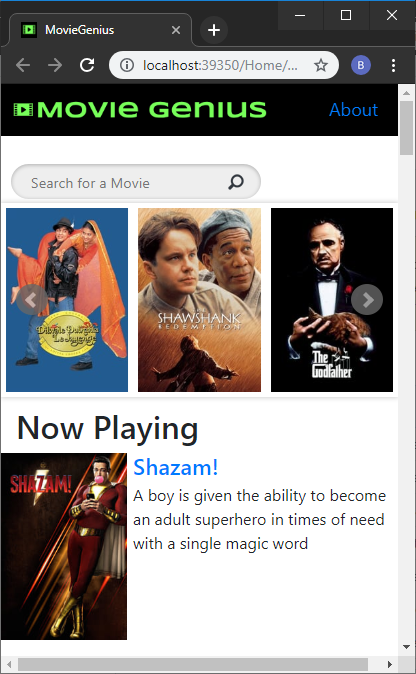 MovieGenius
localhost:39350/Home/...
B
Movie Genius
About
Search for a Movie
Dilwale Dulhania
Le Jayenge
SHAWSHANK
REDEMPTION
The
Godfather
Now Playing
SHAZAM!
Shazam!
A boy is given the ability to become
an adult superhero in times of need
with a single magic word